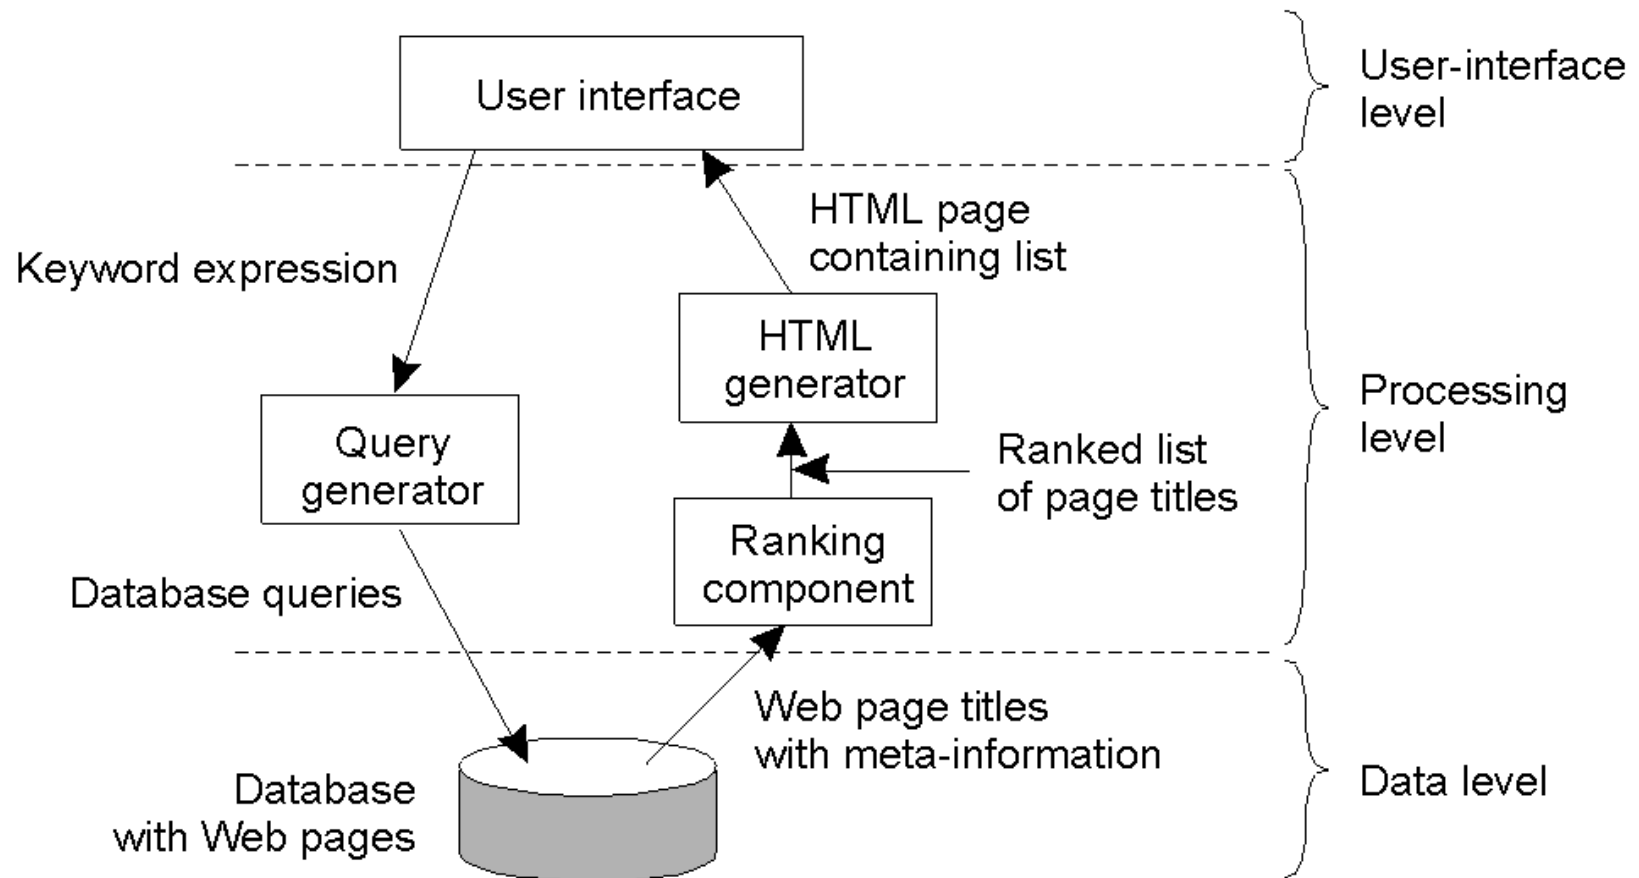 User interface
User-interface
level
HTML page
containing list
Keyword expression
HTML
generator
Processing
level
Query
generator
Ranked list
of page titles
Ranking
component
Database queries
Web page titles
with meta-information
Database
with Web pages
Data level